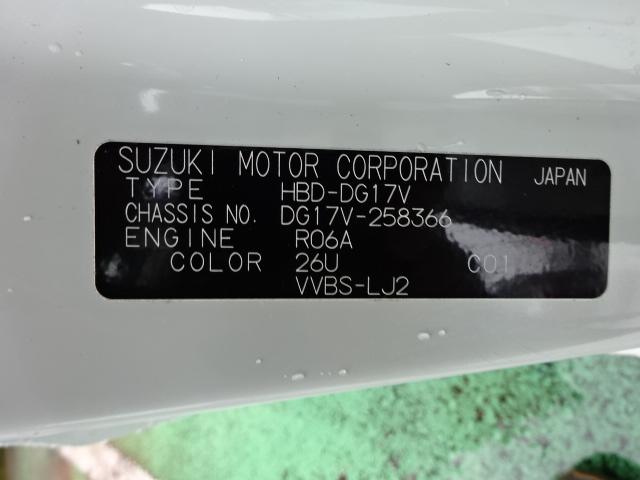 SUZUKI MOTOR CORPORATION JAPAN
TYPE HBD-DG17V
CHASSIS NO. DG17V-258366
ENGINE R06A
COLOR 26U C01
VVBS-LJ2